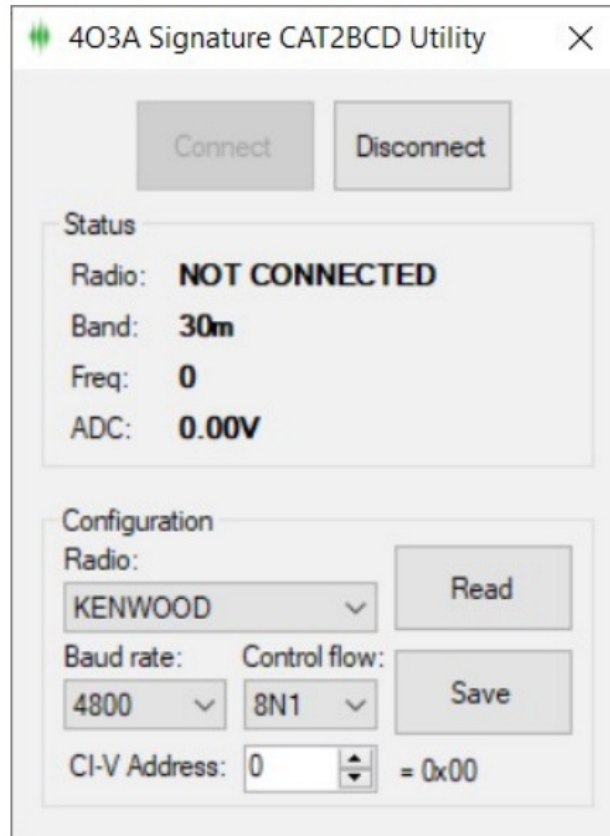 4O3A Signature CAT2BCD Utility
Connect Disconnect
Status
Radio: NOT CONNECTED
Band: 30m
Freq: 0
ADC: 0.00V
Configuration
Radio:
KENWOOD
Read
Baud rate: Control flow:
4800 8N1
Save
CI-V Address: 0 = 0x00